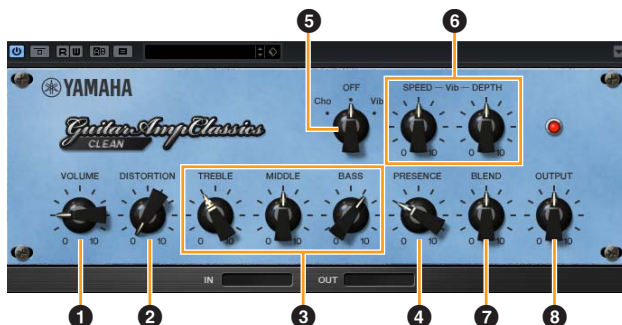 5
6
R W
YAMAHA
OFF
Cho
Vib
SPEED — Vib — DEPTH
0 10
0 10
Guitar Amp Classics
CLEAN
VOLUME
DISTORTION
TREBLE
MIDDLE
BASS
PRESENCE
BLEND
OUTPUT
0 10
0 10
0 10
0 10
0 10
0 10
0 10
0 10
IN
OUT
1
2
3
4
7
8